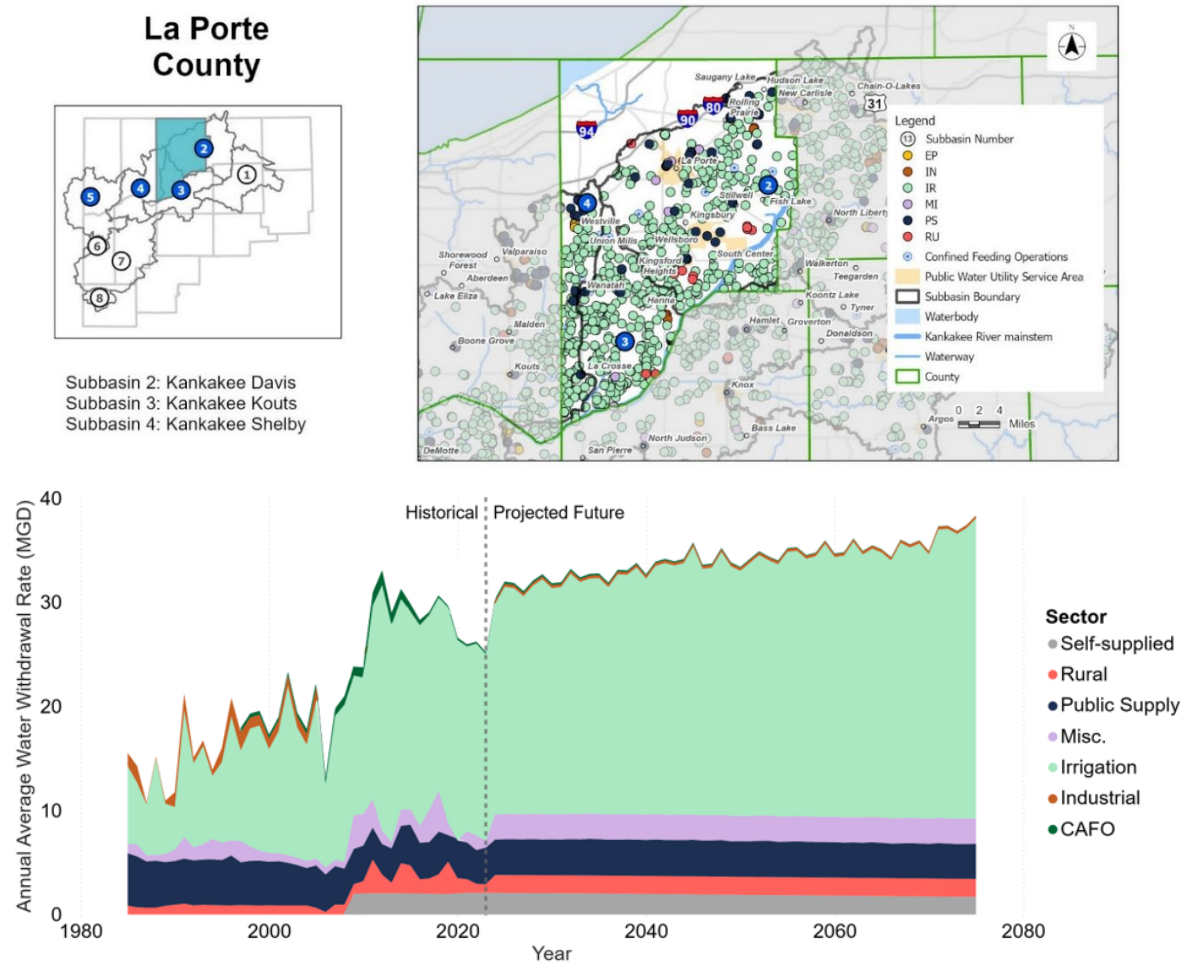 La Porte
County
2
1
5
4
3
6
7
8
Subbasin 2: Kankakee Davis
Subbasin 3: Kankakee Kouts
Subbasin 4: Kankakee Shelby
N
Saugany Lake
Hudson Lake
Chain-O-Lakes
New Carlisle
31
80
Rolling
Prairie
90
94
La Porte
2
Stillwell
Fish Lake
4
Westville
Kingsbury
North Liberty
Union Mills
Wellsboro
Valparaiso
South Center
Shorewood
Forest
Kingsford
Heights
Walkerton
Teegarden
Aberdeen
Wanatah
Hanna
Koontz Lake
Lake Eliza
Tyner
Malden
Hamlet
Groverton
Donaldson
Boone Grove
3
Kouts
La Crosse
Knox
Argos
Bass Lake
North Judson
DeMotte
San Pierre
Legend
13 Subbasin Number
EP
IN
IR
MI
PS
RU
Confined Feeding Operations
Public Water Utility Service Area
Subbasin Boundary
Waterbody
Kankakee River mainstem
Waterway
County
0 2 4
Miles
Annual Average Water Withdrawal Rate (MGD)
40
30
20
10
0
Historical
Projected Future
1980
2000
2020
2040
2060
2080
Year
Sector
Self-supplied
Rural
Public Supply
Misc.
Irrigation
Industrial
CAFO